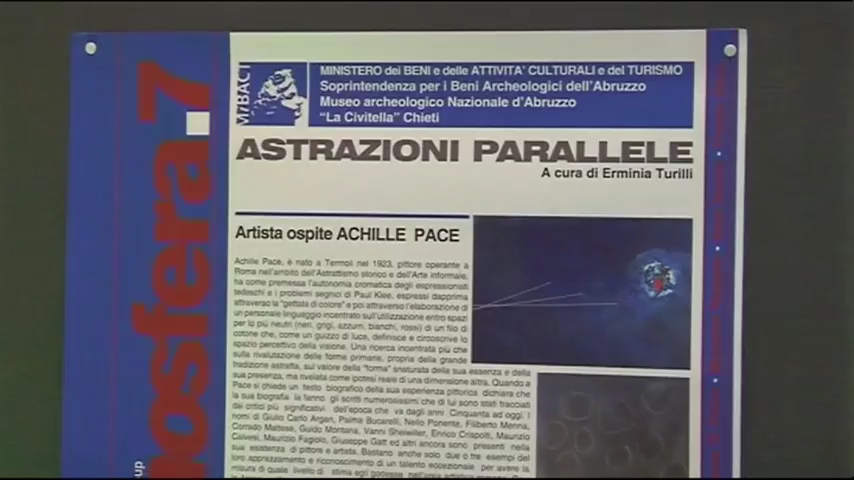 MiBACT
MINISTERO dei BENI e delle ATTIVITA' CULTURALI e del TURISMO
Soprintendenza per i Beni Archeologici dell'Abruzzo
Museo archeologico Nazionale d'Abruzzo
"La Civitella" Chieti
ASTRAZIONI PARALLELE
A cura di Erminia Turilli
Artista ospite ACHILLE PACE
Achille Pace, è nato a Termoli nel 1923, pittore operante a
Roma nell'ambito dell'Astrattismo storico e dell'Arte informale,
ha come premessa l'autonomia cromatica degli espressionisti
tedeschi e i problemi segnici di Paul Klee, espressi dapprima
attraverso la "gettata di colore" e poi attraverso l'elaborazione di
un personale linguaggio incentrato sull'utilizzazione entro spazi
per lo più neutri (neri, grigi, azzurri, bianchi, rossi) di un filo di
cotone che, come un guizzo di luce, definisce e circoscrive lo
spazio percettivo della visione. Una ricerca incentrata più che
sulla rivalutazione delle forme primarie, propria della grande
tradizione astratta, sul valore della "forma" snaturata della sua essenza e della
sua presenza, ma rivelata come ipotesi reale di una dimensione altra. Quando a
Pace si chiede un testo biografico della sua esperienza pittorica dichiara che
la sua biografia la fanno gli scritti numerosissimi che di lui sono stati tracciati
dai critici più significativi dell'epoca che va dagli anni Cinquanta ad oggi. I
nomi di Giulio Carlo Argan, Palma Bucarelli, Nello Ponente, Filiberto Menna,
Corrado Maltese, Guido Montana, Vanni Sheiwiller, Enrico Crispolti, Maurizio
Calvesi, Maurizio Fagiolo, Giuseppe Gatt ed altri ancora sono presenti nella
sua esistenza di pittore e artista. Bastano anche solo due o tre esempi del
loro apprezzamento e riconoscimento di un talento eccezionale per avere la
misura di quale livello di stima egli godesse nell'area artistica
nosfera.7
up